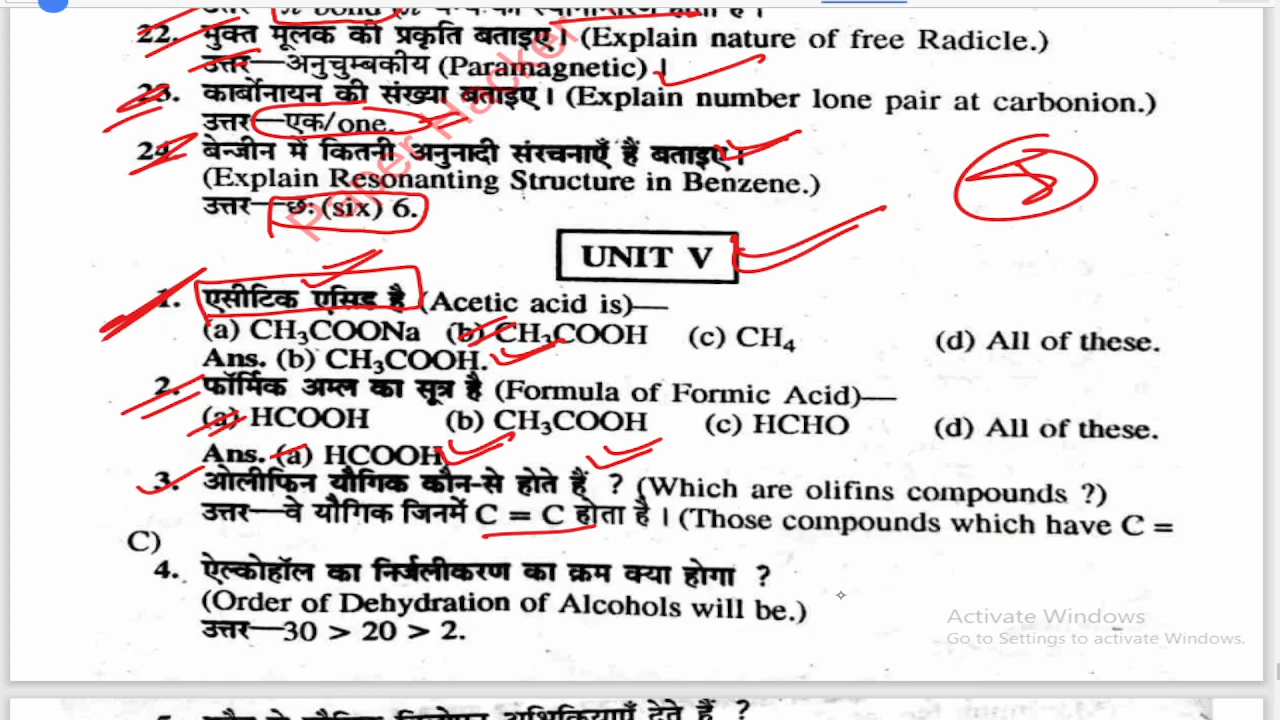 22. मुक्त मूलक की प्रकृति बताइए। (Explain nature of free Radicle.)
उत्तर—अनुचुम्बकीय (Paramagnetic)।
23. कार्बोनायन की संख्या बताइए। (Explain number lone pair at carbonion.)
उत्तर—एक/one.
24. बेन्जीन में कितनी अनुनादी संरचनाएँ हैं बताइए।
(Explain Resonanting Structure in Benzene.)
उत्तर—छः (six) 6.
Paper Hacker
UNIT V
1. एसीटिक एसिड है (Acetic acid is)—
(a) CH₃COONa (b) CH₃COOH (c) CH₄ (d) All of these.
Ans. (b) CH₃COOH.
2. फॉर्मिक अम्ल का सूत्र है (Formula of Formic Acid)—
(a) HCOOH (b) CH₃COOH (c) HCHO (d) All of these.
Ans. (a) HCOOH
3. ओलीफिन यौगिक कौन-से होते हैं ? (Which are olifins compounds ?)
उत्तर—वे यौगिक जिनमें C = C होता है। (Those compounds which have C =
C)
4. ऐल्कोहॉल का निर्जलीकरण का क्रम क्या होगा ?
(Order of Dehydration of Alcohols will be.)
उत्तर—30 > 20 > 2.
Activate Windows
Go to Settings to activate Windows.